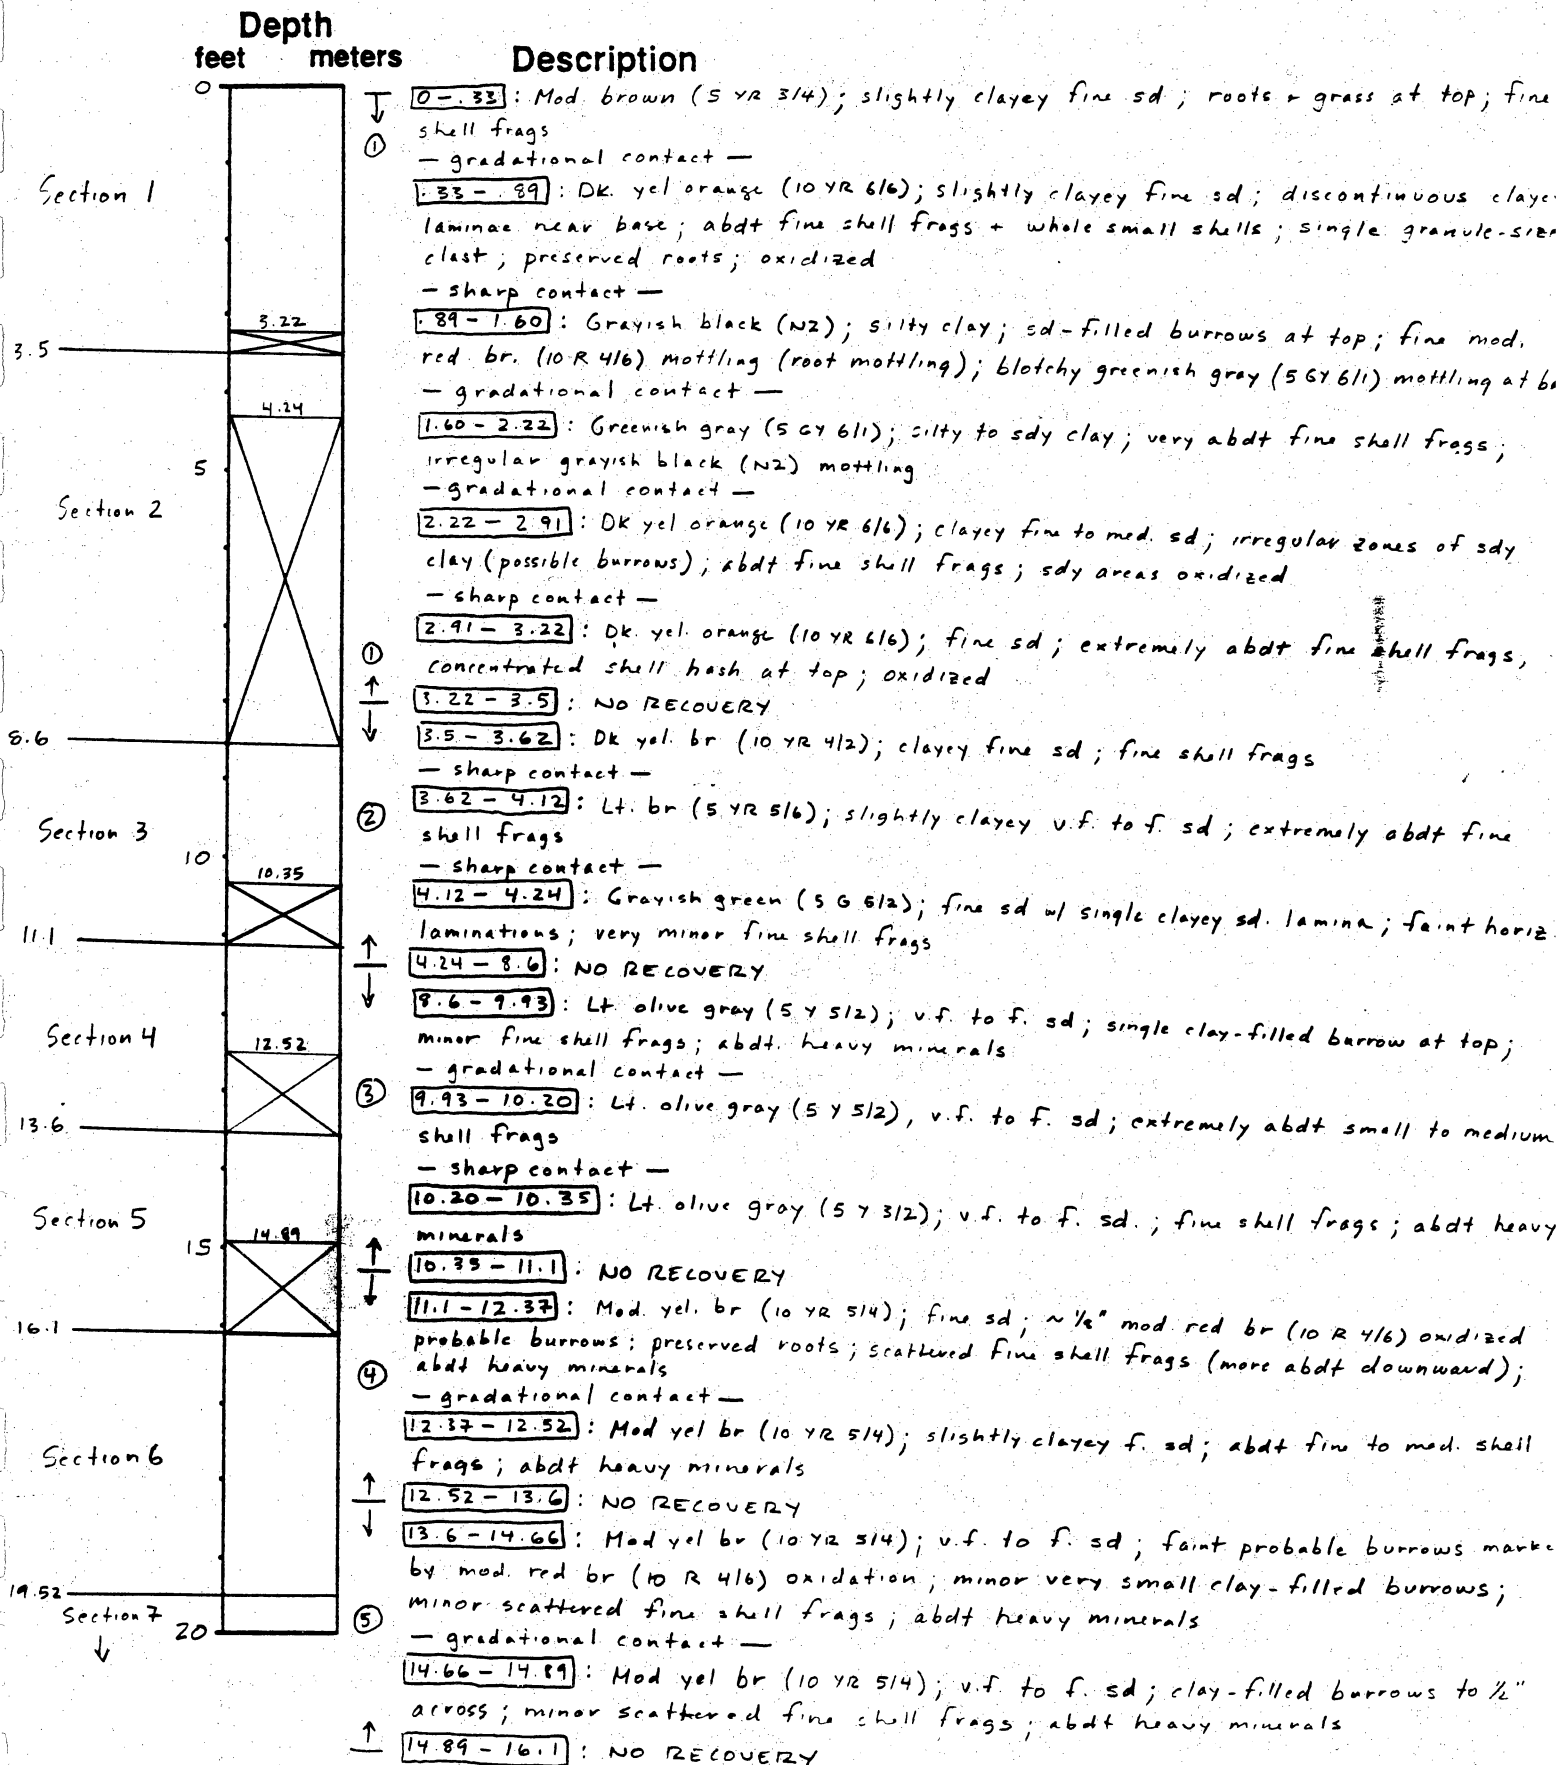 Depth
feet meters Description
0
0 - .33 : Mod. brown (5 YR 3/4); slightly clayey fine sd; roots + grass at top; fine
shell frags
①
— gradational contact —
Section 1
.33 - .89 : Dk. yel orange (10 YR 6/6); slightly clayey fine sd; discontinuous claye
laminae near base; abdt fine shell frags + whole small shells; single granule-size
clast; preserved roots; oxidized
— sharp contact —
3.22
.89 - 1.60 : Grayish black (N2); silty clay; sd-filled burrows at top; fine mod.
3.5
red br. (10 R 4/6) mottling (root mottling); blotchy greenish gray (5 GY 6/1) mottling at ba
— gradational contact —
4.24
1.60 - 2.22 : Greenish gray (5 GY 6/1); silty to sdy clay; very abdt fine shell frags;
5
irregular grayish black (N2) mottling
— gradational contact —
Section 2
2.22 - 2.91 : Dk yel orange (10 YR 6/6); clayey fine to med. sd; irregular zones of sdy
clay (possible burrows); abdt fine shell frags; sdy areas oxidized
— sharp contact —
2.91 - 3.22 : Dk. yel. orange (10 YR 6/6); fine sd; extremely abdt fine shell frags,
①
concentrated shell hash at top; oxidized
3.22 - 3.5 : NO RECOVERY
8.6
3.5 - 3.62 : Dk yel. br (10 YR 4/2); clayey fine sd; fine shell frags
— sharp contact —
②
3.62 - 4.12 : Lt. br (5 YR 5/6); slightly clayey v.f. to f. sd; extremely abdt fine
Section 3
shell frags
10
— sharp contact —
10.35
4.12 - 4.24 : Grayish green (5 G 5/2); fine sd w/ single clayey sd. lamina; faint horiz.
11.1
laminations; very minor fine shell frags
4.24 - 8.6 : NO RECOVERY
8.6 - 9.93 : Lt. olive gray (5 Y 5/2); v.f. to f. sd; single clay-filled burrow at top;
Section 4
12.52
minor fine shell frags; abdt. heavy minerals
— gradational contact —
③
9.93 - 10.20 : Lt. olive gray (5 Y 5/2), v.f. to f. sd; extremely abdt small to medium
13.6
shell frags
— sharp contact —
Section 5
10.20 - 10.35 : Lt. olive gray (5 Y 3/2); v.f. to f. sd.; fine shell frags; abdt heavy
14.89
15
minerals
10.35 - 11.1 : NO RECOVERY
11.1 - 12.37 : Mod. yel. br (10 YR 5/4); fine sd; ~ ½" mod red br (10 R 4/6) oxidized
16.1
probable burrows; preserved roots; scattered fine shell frags (more abdt downward);
④
abdt heavy minerals
— gradational contact —
12.37 - 12.52 : Mod yel br (10 YR 5/4); slightly clayey f. sd; abdt fine to med. shell
Section 6
frags; abdt heavy minerals
12.52 - 13.6 : NO RECOVERY
13.6 - 14.66 : Mod yel br (10 YR 5/4); v.f. to f. sd; faint probable burrows marke
by mod. red br (10 R 4/6) oxidation; minor very small clay-filled burrows;
19.52
Section 7
20
⑤
minor scattered fine shell frags; abdt heavy minerals
— gradational contact —
14.66 - 14.89 : Mod yel br (10 YR 5/4); v.f. to f. sd; clay-filled burrows to ½"
across; minor scattered fine shell frags; abdt heavy minerals
14.89 - 16.1 : NO RECOVERY